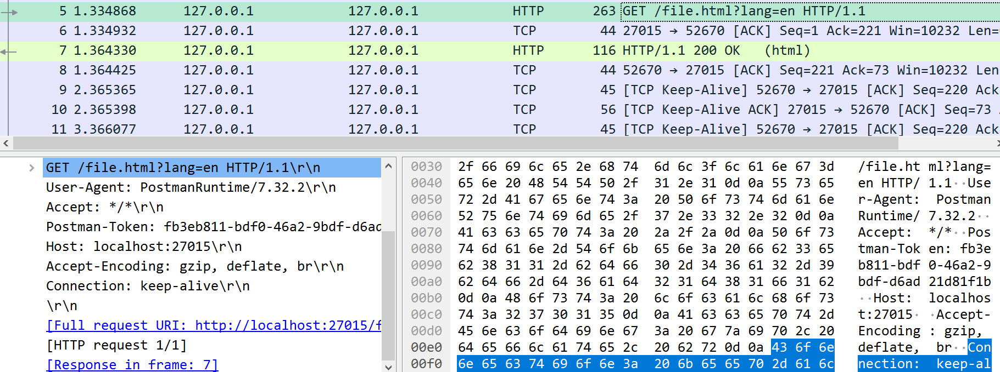 5 1.334868 127.0.0.1 127.0.0.1 HTTP 263 GET /file.html?lang=en HTTP/1.1
6 1.334932 127.0.0.1 127.0.0.1 TCP 44 27015 → 52670 [ACK] Seq=1 Ack=221 Win=10232 Len=
7 1.364330 127.0.0.1 127.0.0.1 HTTP 116 HTTP/1.1 200 OK (html)
8 1.364425 127.0.0.1 127.0.0.1 TCP 44 52670 → 27015 [ACK] Seq=221 Ack=73 Win=10232 Len
9 2.365365 127.0.0.1 127.0.0.1 TCP 45 [TCP Keep-Alive] 52670 → 27015 [ACK] Seq=220 Ack
10 2.365398 127.0.0.1 127.0.0.1 TCP 56 [TCP Keep-Alive ACK] 27015 → 52670 [ACK] Seq=73
11 3.366077 127.0.0.1 127.0.0.1 TCP 45 [TCP Keep-Alive] 52670 → 27015 [ACK] Seq=220 Ack
GET /file.html?lang=en HTTP/1.1\r\n
User-Agent: PostmanRuntime/7.32.2\r\n
Accept: */*\r\n
Postman-Token: fb3eb811-bdf0-46a2-9bdf-d6ad
Host: localhost:27015\r\n
Accept-Encoding: gzip, deflate, br\r\n
Connection: keep-alive\r\n
\r\n
[Full request URI: http://localhost:27015/f
[HTTP request 1/1]
[Response in frame: 7]
0030 2f 66 69 6c 65 2e 68 74 6d 6c 3f 6c 61 6e 67 3d /file.ht ml?lang=
0040 65 6e 20 48 54 54 50 2f 31 2e 31 0d 0a 55 73 65 en HTTP/ 1.1··Use
0050 72 2d 41 67 65 6e 74 3a 20 50 6f 73 74 6d 61 6e r-Agent: Postman
0060 52 75 6e 74 69 6d 65 2f 37 2e 33 32 2e 32 0d 0a Runtime/ 7.32.2··
0070 41 63 63 65 70 74 3a 20 2a 2f 2a 0d 0a 50 6f 73 Accept: */*··Pos
0080 74 6d 61 6e 2d 54 6f 6b 65 6e 3a 20 66 62 33 65 tman-Tok en: fb3e
0090 62 38 31 31 2d 62 64 66 30 2d 34 36 61 32 2d 39 b811-bdf 0-46a2-9
00a0 62 64 66 2d 64 36 61 64 32 31 64 38 31 66 31 62 bdf-d6ad 21d81f1b
00b0 0d 0a 48 6f 73 74 3a 20 6c 6f 63 61 6c 68 6f 73 ··Host: localhos
00c0 74 3a 32 37 30 31 35 0d 0a 41 63 63 65 70 74 2d t:27015· ·Accept-
00d0 45 6e 63 6f 64 69 6e 67 3a 20 67 7a 69 70 2c 20 Encoding : gzip,
00e0 64 65 66 6c 61 74 65 2c 20 62 72 0d 0a 43 6f 6e deflate, br··Con
00f0 6e 65 63 74 69 6f 6e 3a 20 6b 65 65 70 2d 61 6c nection: keep-al